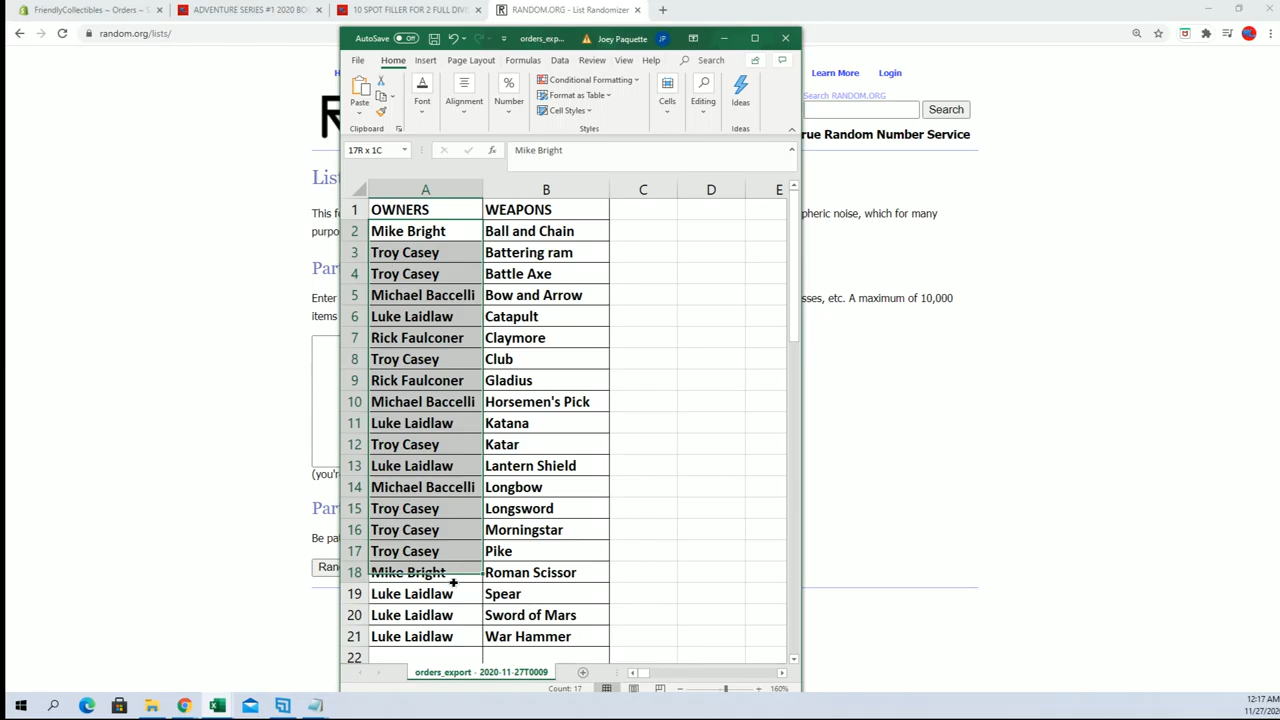 FriendlyCollectibles ~ Orders ~ S
ADVENTURE SERIES #1 2020 BO
10 SPOT FILLER FOR 2 FULL DIVI
RANDOM.ORG - List Randomizer
random.org/lists/
AutoSave Off orders_exp... Joey Paquette JP
File Home Insert Page Layout Formulas Data Review View Help Search
Paste Font Alignment Number Conditional Formatting Format as Table Cell Styles Cells Editing Ideas
Clipboard Styles Ideas
17R x 1C fx Mike Bright
A B C D E
1 OWNERS WEAPONS
2 Mike Bright Ball and Chain
3 Troy Casey Battering ram
4 Troy Casey Battle Axe
5 Michael Baccelli Bow and Arrow
6 Luke Laidlaw Catapult
7 Rick Faulconer Claymore
8 Troy Casey Club
9 Rick Faulconer Gladius
10 Michael Baccelli Horsemen's Pick
11 Luke Laidlaw Katana
12 Troy Casey Katar
13 Luke Laidlaw Lantern Shield
14 Michael Baccelli Longbow
15 Troy Casey Longsword
16 Troy Casey Morningstar
17 Troy Casey Pike
18 Mike Bright Roman Scissor
19 Luke Laidlaw Spear
20 Luke Laidlaw Sword of Mars
21 Luke Laidlaw War Hammer
22
orders_export - 2020-11-27T0009
Count: 17 160%
H
Learn More Login
Search RANDOM.ORG
Search
rue Random Number Service
List
This f
pheric noise, which for many
purpo
Par
Enter
sses, etc. A maximum of 10,000
items
(you're
Par
Be pat
Ran
12:17 AM
11/27/2020